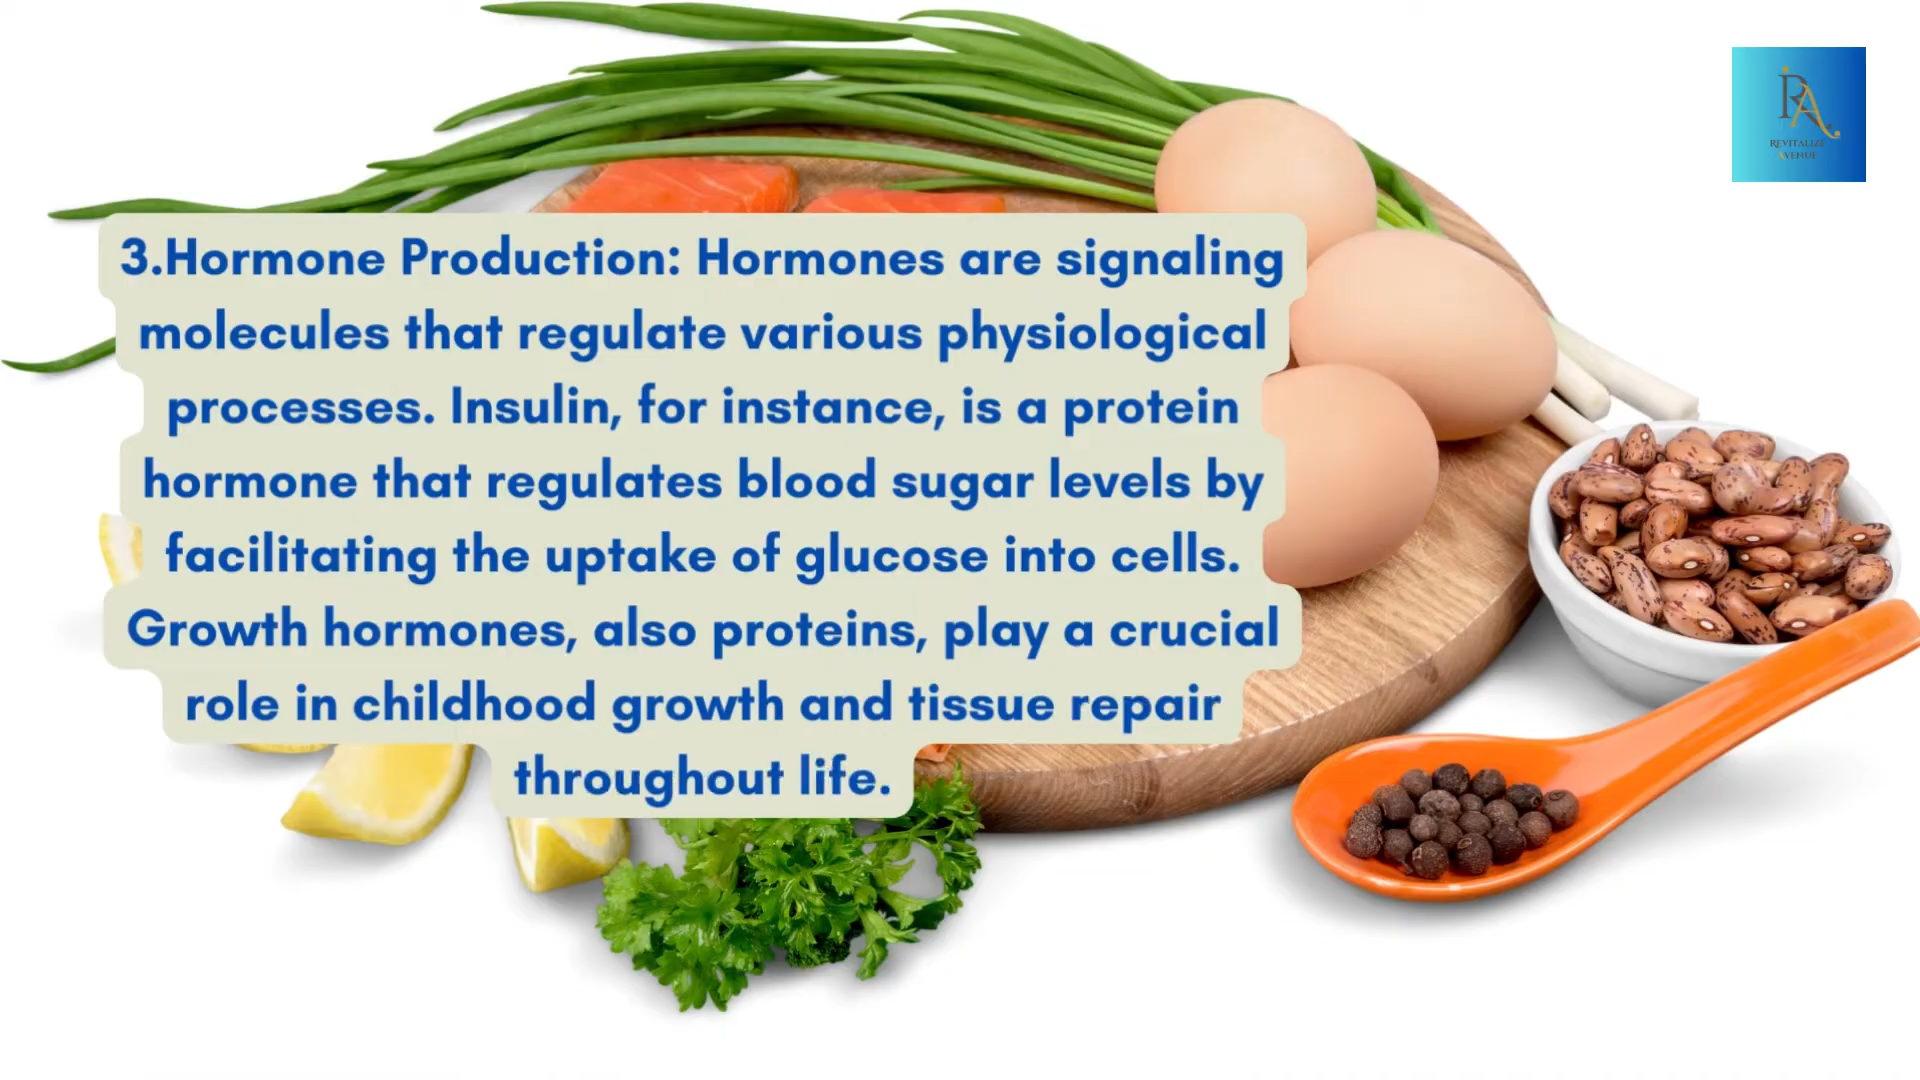 RA
REVITALIZE
AVENUE
3.Hormone Production: Hormones are signaling
molecules that regulate various physiological
processes. Insulin, for instance, is a protein
hormone that regulates blood sugar levels by
facilitating the uptake of glucose into cells.
Growth hormones, also proteins, play a crucial
role in childhood growth and tissue repair
throughout life.